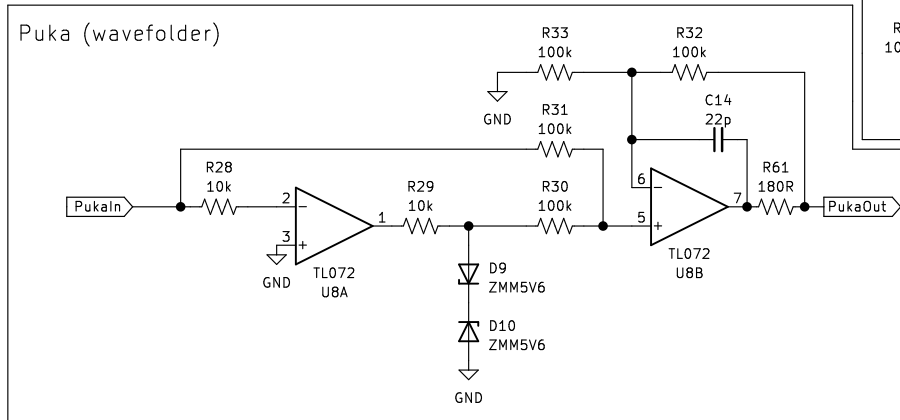 Puka (wavefolder)
R33
100k
R32
100k
GND
R31
100k
C14
22p
R28
10k
R29
10k
R30
100k
R61
180R
PukaIn
2
3
1
6
5
7
PukaOut
GND
TL072
U8A
TL072
U8B
D9
ZMM5V6
D10
ZMM5V6
GND
R
10